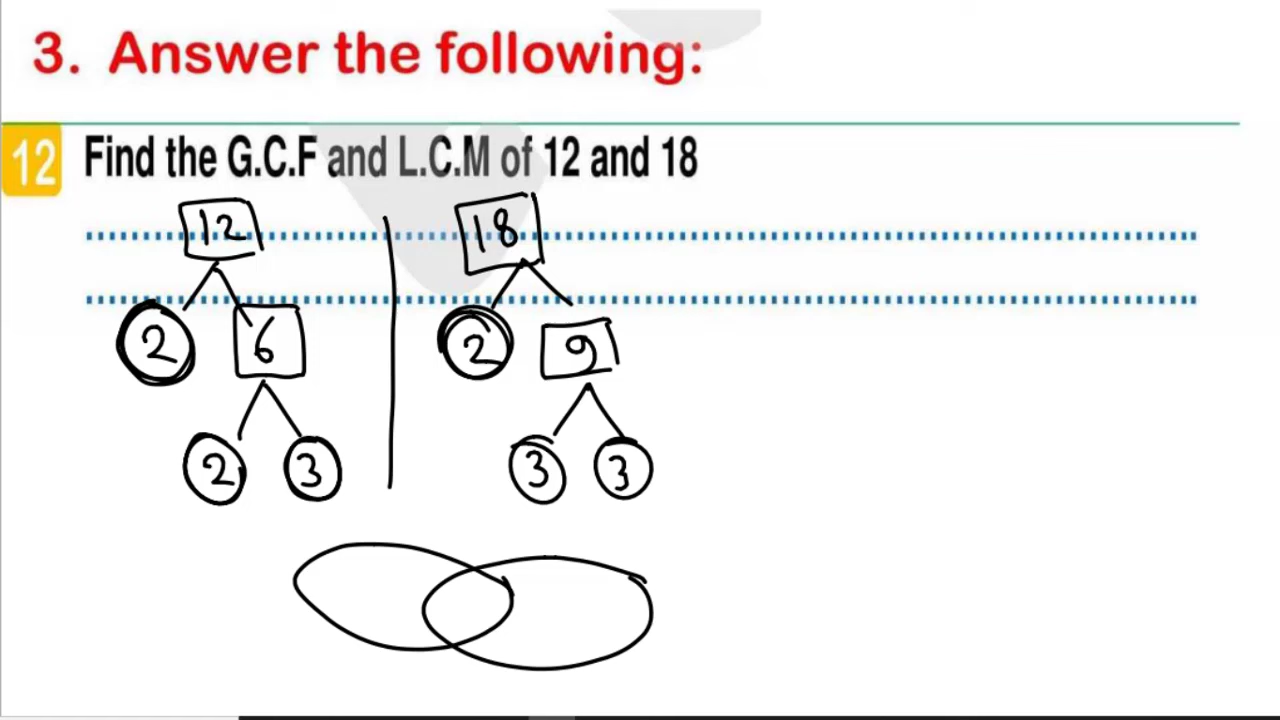 3. Answer the following:
12 Find the G.C.F and L.C.M of 12 and 18
12 18
2 6 2 9
2 3 3 3